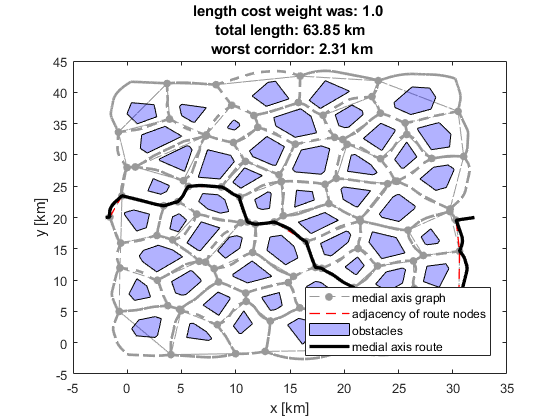 length cost weight was: 1.0
total length: 63.85 km
worst corridor: 2.31 km
45
40
35
30
25
20
15
10
5
0
-5
y [km]
medial axis graph
adjacency of route nodes
obstacles
medial axis route
-5 0 5 10 15 20 25 30 35
x [km]